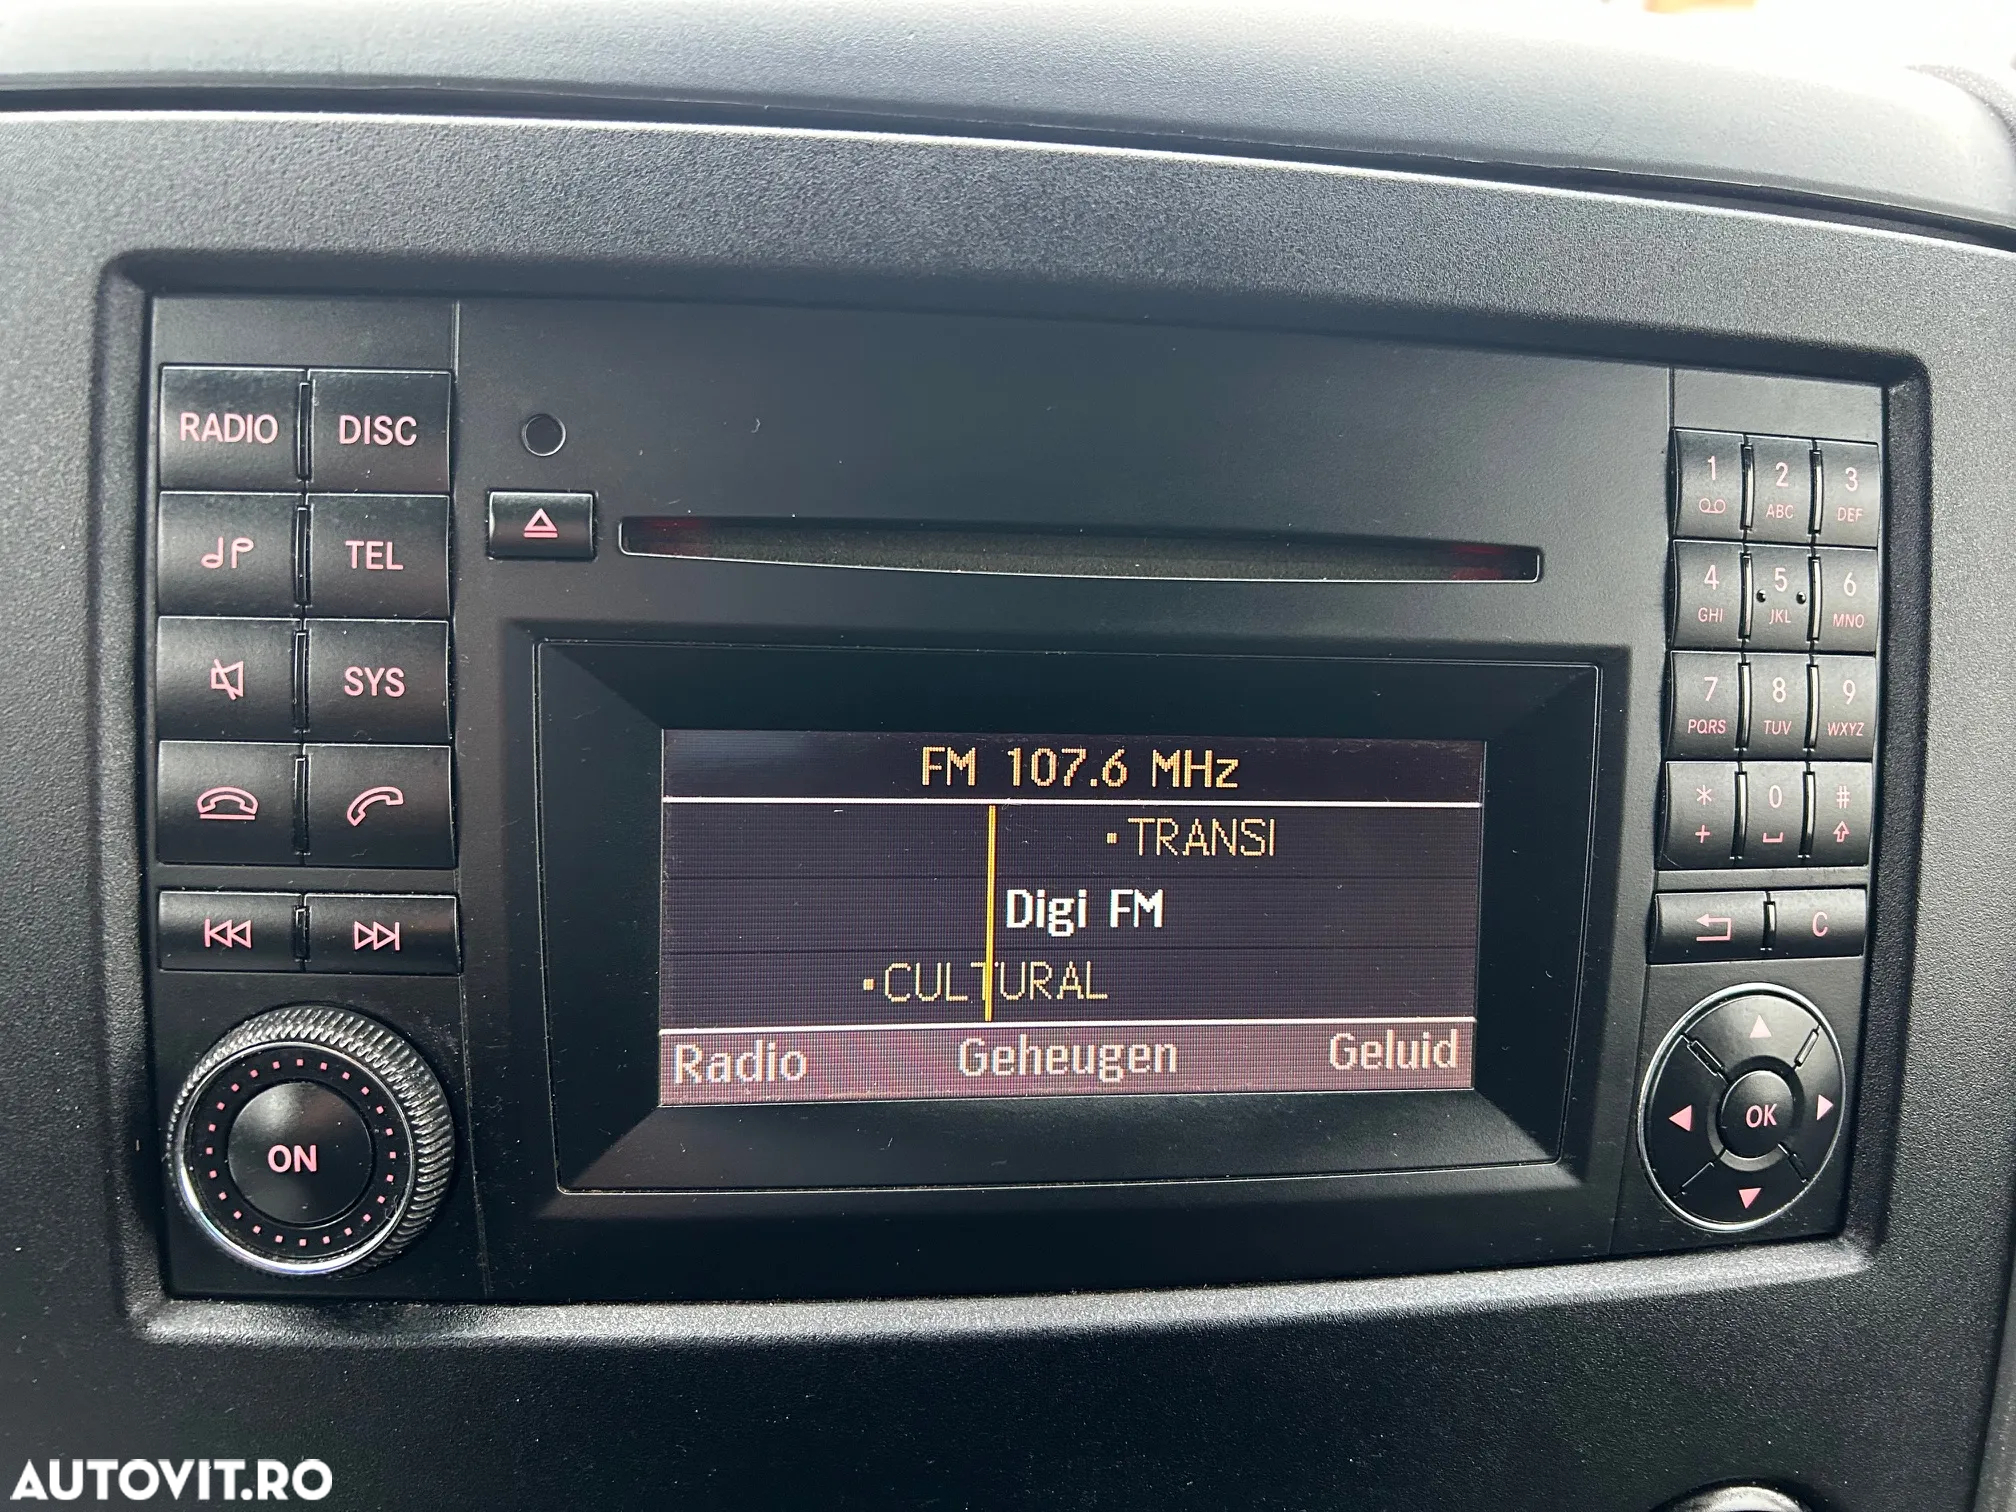 RADIO
DISC
TEL
SYS
ON
FM 107.6 MHz
TRANSI
Digi FM
CULTURAL
Radio Geheugen Geluid
1 2 ABC 3 DEF
4 GHI 5 JKL 6 MNO
7 PQRS 8 TUV 9 WXYZ
* + 0 #
C
OK
AUTOVIT.RO